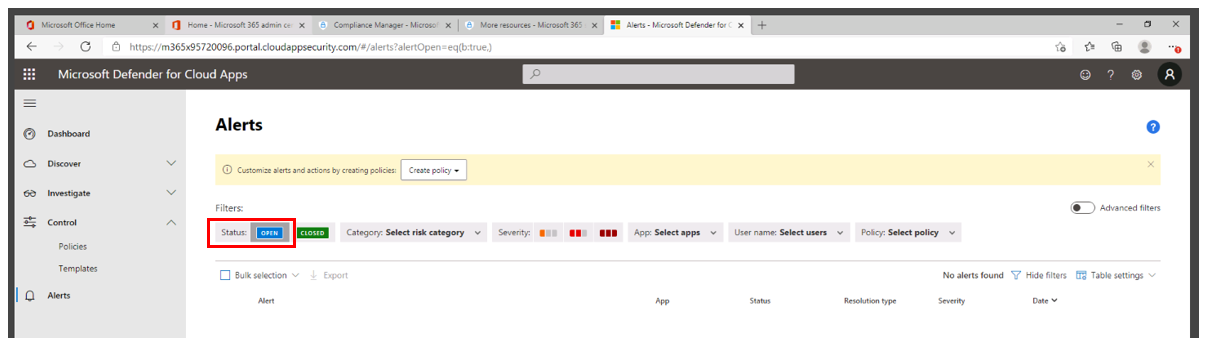 Microsoft Office Home
Home - Microsoft 365 admin cen
Compliance Manager - Microsof
More resources - Microsoft 365
Alerts - Microsoft Defender for C
https://m365x95720096.portal.cloudappsecurity.com/#/alerts?alertOpen=eq(b:true,)
Microsoft Defender for Cloud Apps
Dashboard
Discover
Investigate
Control
Policies
Templates
Alerts
Alerts
Customize alerts and actions by creating policies: Create policy
Filters:
Advanced filters
Status: OPEN CLOSED Category: Select risk category Severity: App: Select apps User name: Select users Policy: Select policy
Bulk selection Export No alerts found Hide filters Table settings
Alert App Status Resolution type Severity Date